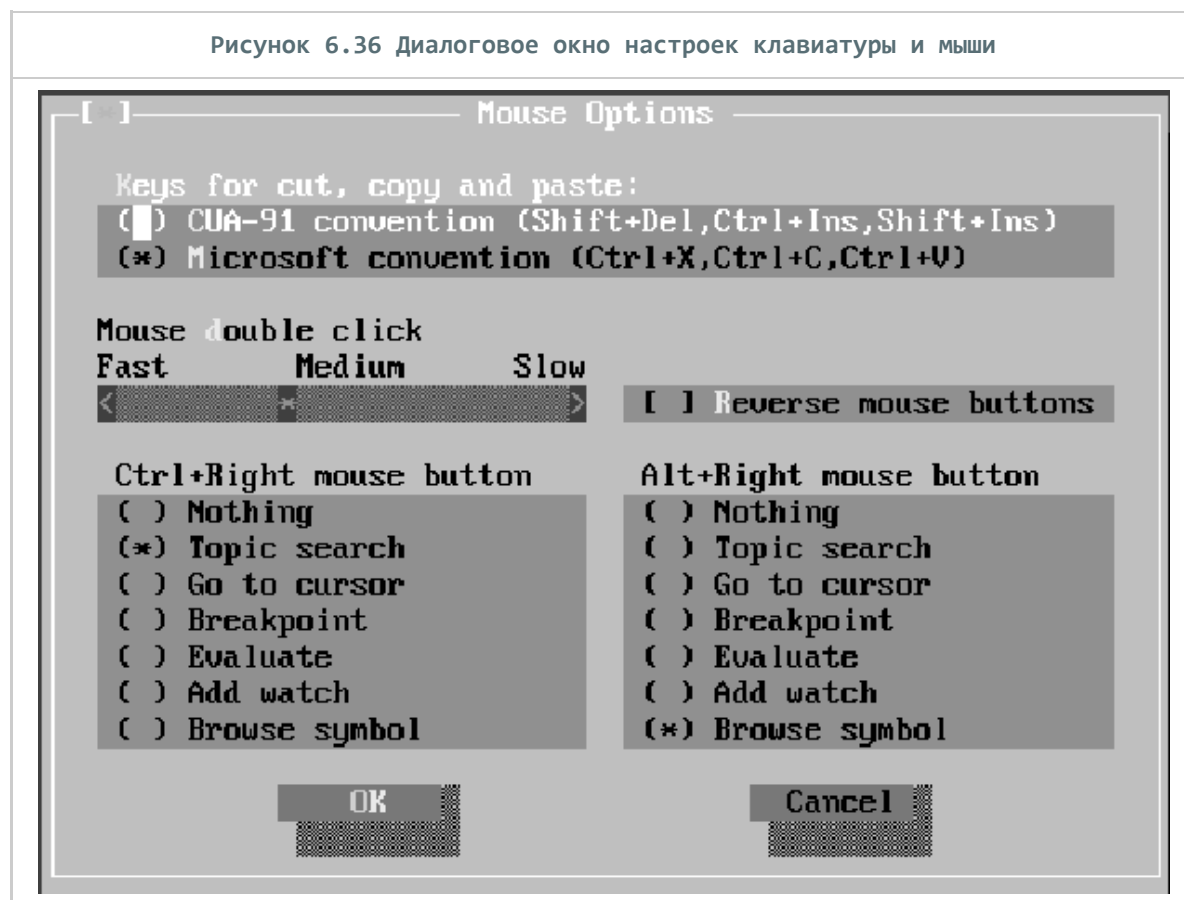 Рисунок 6.36 Диалоговое окно настроек клавиатуры и мыши
[*] Mouse Options
Keys for cut, copy and paste:
( ) CUA-91 convention (Shift+Del,Ctrl+Ins,Shift+Ins)
(*) Microsoft convention (Ctrl+X,Ctrl+C,Ctrl+V)
Mouse double click
Fast Medium Slow
< * >
[ ] Reverse mouse buttons
Ctrl+Right mouse button
( ) Nothing
(*) Topic search
( ) Go to cursor
( ) Breakpoint
( ) Evaluate
( ) Add watch
( ) Browse symbol
Alt+Right mouse button
( ) Nothing
( ) Topic search
( ) Go to cursor
( ) Breakpoint
( ) Evaluate
( ) Add watch
(*) Browse symbol
OK
Cancel